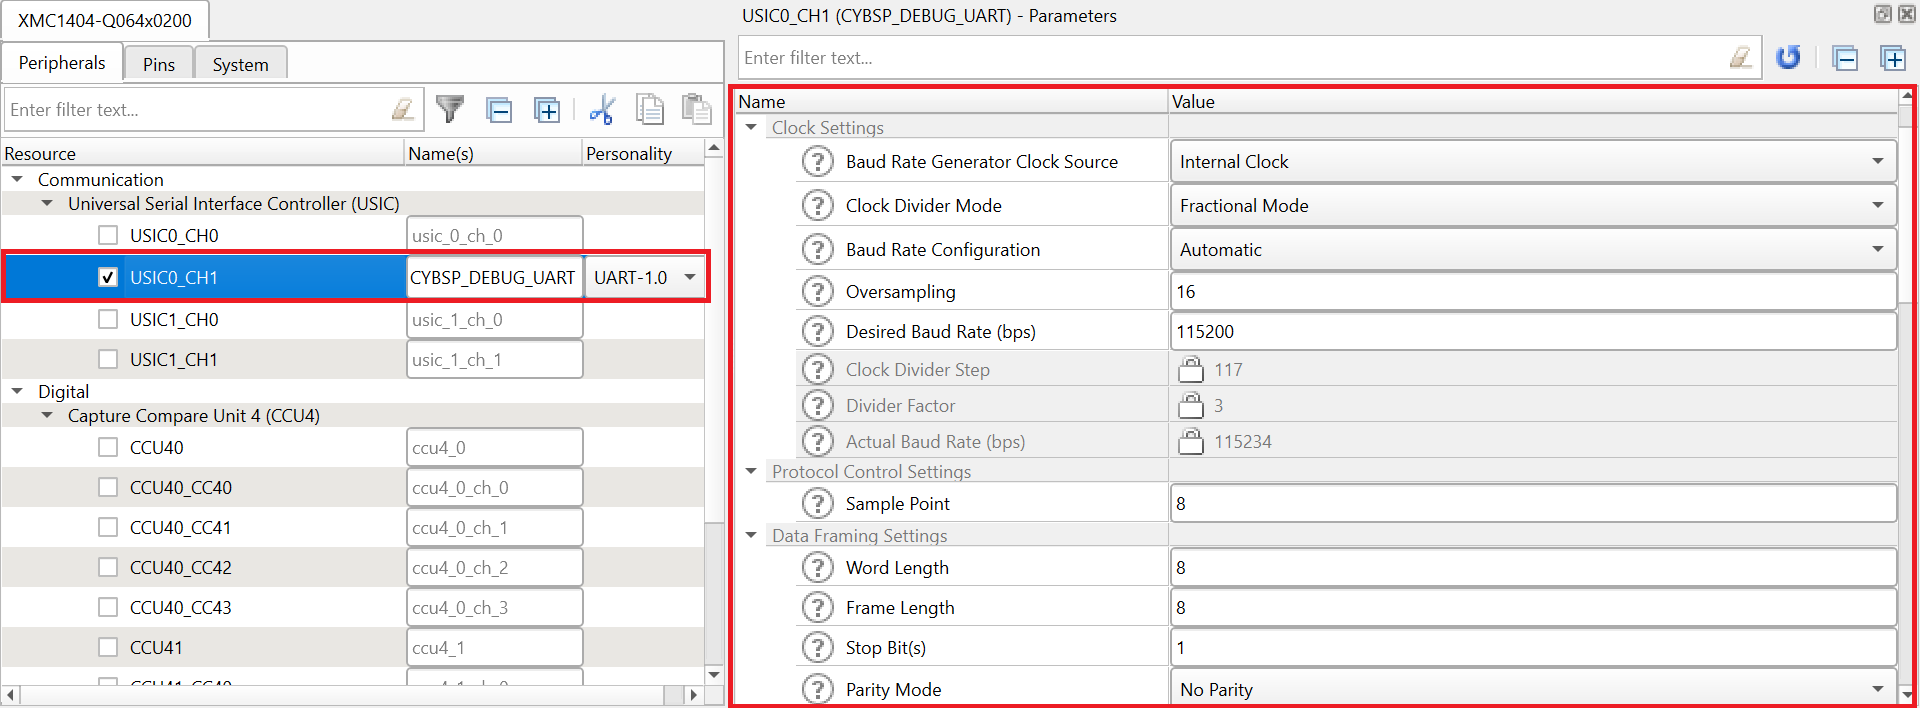 XMC1404-Q064x0200
Peripherals Pins System
Enter filter text...
Resource Name(s) Personality
Communication
Universal Serial Interface Controller (USIC)
USIC0_CH0 usic_0_ch_0
USIC0_CH1 CYBSP_DEBUG_UART UART-1.0
USIC1_CH0 usic_1_ch_0
USIC1_CH1 usic_1_ch_1
Digital
Capture Compare Unit 4 (CCU4)
CCU40 ccu4_0
CCU40_CC40 ccu4_0_ch_0
CCU40_CC41 ccu4_0_ch_1
CCU40_CC42 ccu4_0_ch_2
CCU40_CC43 ccu4_0_ch_3
CCU41 ccu4_1
USIC0_CH1 (CYBSP_DEBUG_UART) - Parameters
Enter filter text...
Name Value
Clock Settings
Baud Rate Generator Clock Source Internal Clock
Clock Divider Mode Fractional Mode
Baud Rate Configuration Automatic
Oversampling 16
Desired Baud Rate (bps) 115200
Clock Divider Step 117
Divider Factor 3
Actual Baud Rate (bps) 115234
Protocol Control Settings
Sample Point 8
Data Framing Settings
Word Length 8
Frame Length 8
Stop Bit(s) 1
Parity Mode No Parity